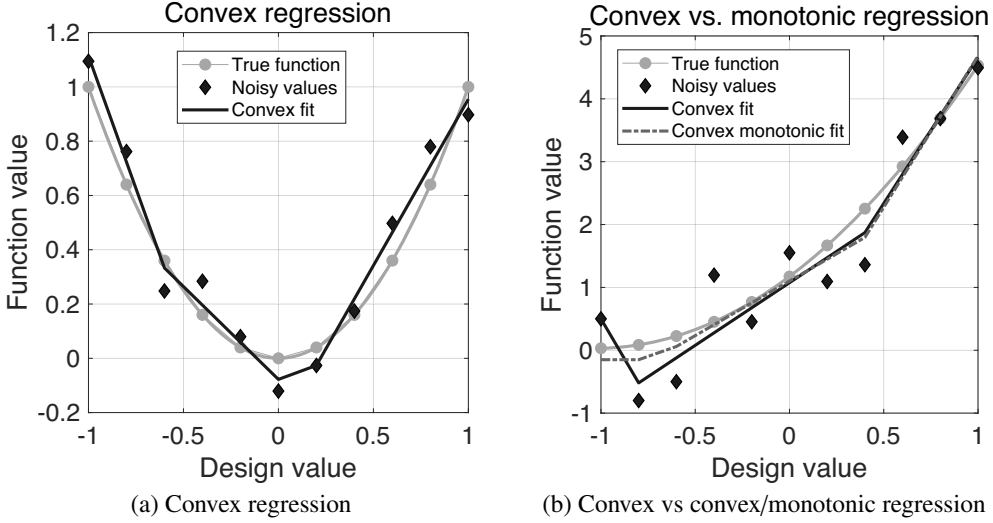 Convex regression
1.2
1
0.8
0.6
0.4
0.2
0
-0.2
Function value
True function
Noisy values
Convex fit
-1
-0.5
0
0.5
1
Design value
(a) Convex regression
Convex vs. monotonic regression
5
4
3
2
1
0
-1
Function value
True function
Noisy values
Convex fit
Convex monotonic fit
-1
-0.5
0
0.5
1
Design value
(b) Convex vs convex/monotonic regression